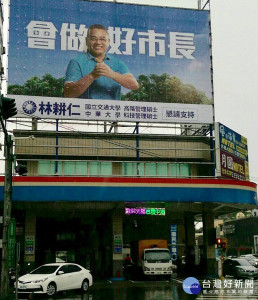 會做 好市長
林耕仁
國立交通大學 高階管理碩士
中華大學 科技管理碩士
懇請支持
台灣好新聞